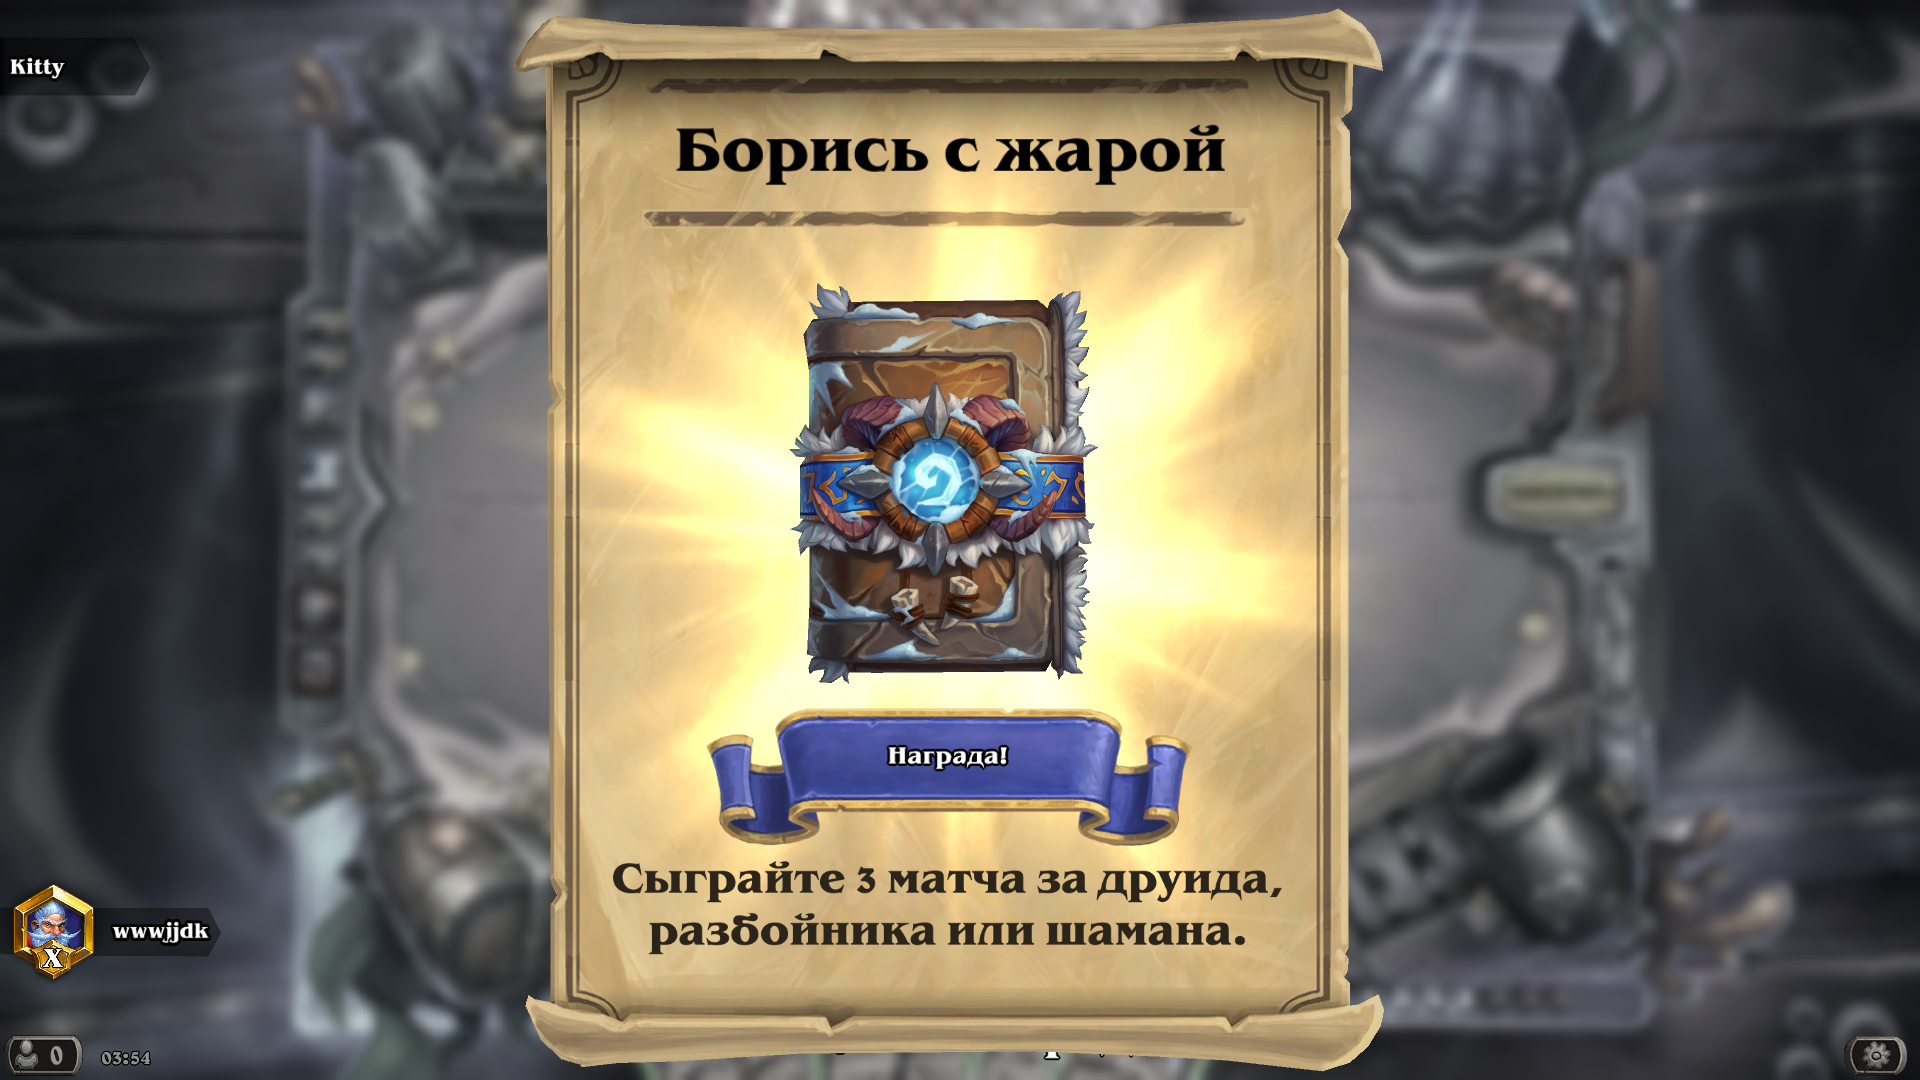 Kitty
Борись с жарой
Награда!
Сыграйте 3 матча за друида,
разбойника или шамана.
wwwjjdk
X
0
03:54